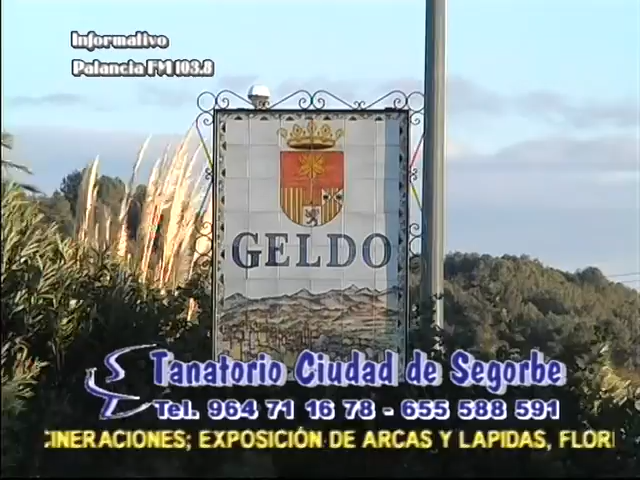 Informativo
Palancia FM 103.8
GELDO
Tanatorio Ciudad de Segorbe
Tel. 964 71 16 78 - 655 588 591
CINERACIONES; EXPOSICIÓN DE ARCAS Y LAPIDAS, FLORI